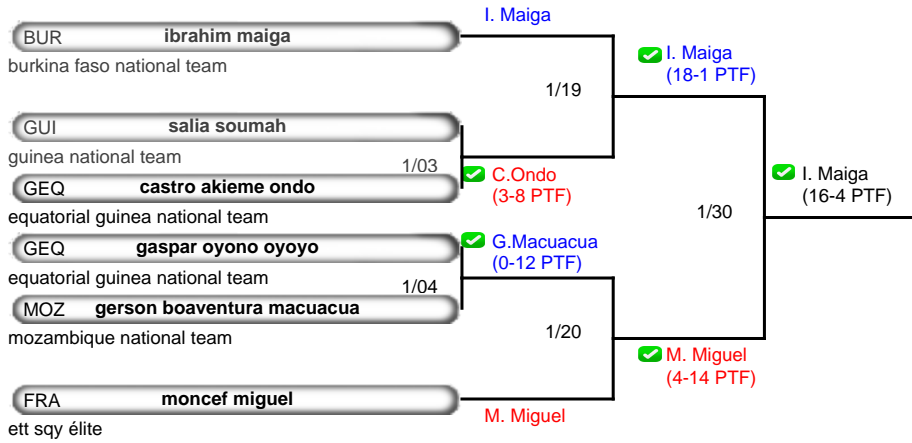 I. Maiga
BUR ibrahim maiga
burkina faso national team
I. Maiga
(18-1 PTF)
1/19
GUI salia soumah
guinea national team
1/03
GEQ castro akieme ondo
equatorial guinea national team
C.Ondo
(3-8 PTF)
I. Maiga
(16-4 PTF)
1/30
GEQ gaspar oyono oyoyo
equatorial guinea national team
G.Macuacua
(0-12 PTF)
1/04
MOZ gerson boaventura macuacua
mozambique national team
1/20
M. Miguel
(4-14 PTF)
FRA moncef miguel
ett sqy élite
M. Miguel